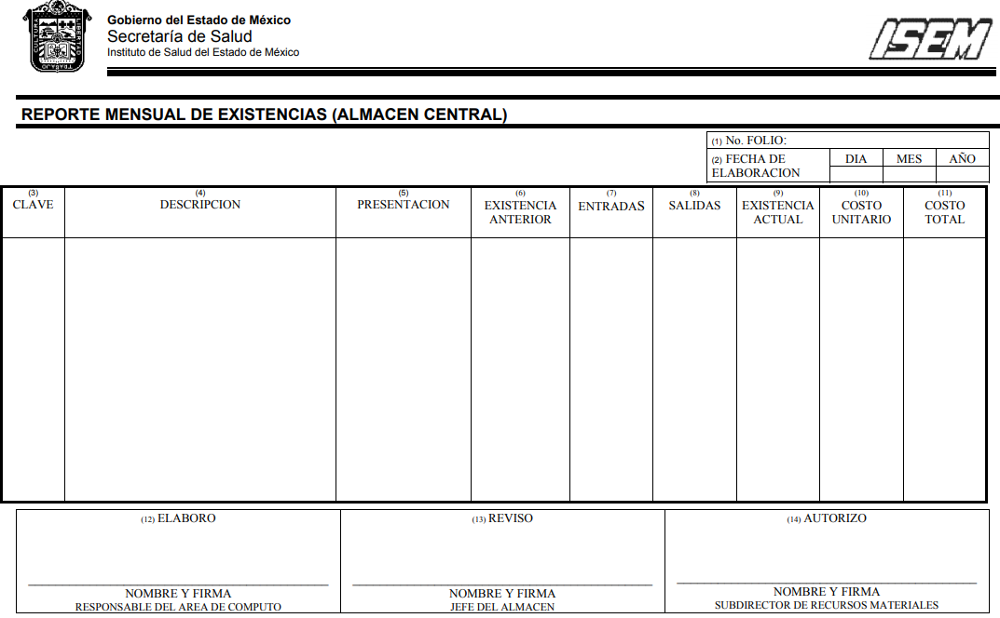 Gobierno del Estado de México
Secretaría de Salud
Instituto de Salud del Estado de México
CULTURA
TRABAJO
ISEM
REPORTE MENSUAL DE EXISTENCIAS (ALMACEN CENTRAL)
(1) No. FOLIO:
(2) FECHA DE ELABORACION
DIA MES AÑO
(3) CLAVE
(4) DESCRIPCION
(5) PRESENTACION
(6) EXISTENCIA ANTERIOR
(7) ENTRADAS
(8) SALIDAS
(9) EXISTENCIA ACTUAL
(10) COSTO UNITARIO
(11) COSTO TOTAL
(12) ELABORO
NOMBRE Y FIRMA
RESPONSABLE DEL AREA DE COMPUTO
(13) REVISO
NOMBRE Y FIRMA
JEFE DEL ALMACEN
(14) AUTORIZO
NOMBRE Y FIRMA
SUBDIRECTOR DE RECURSOS MATERIALES